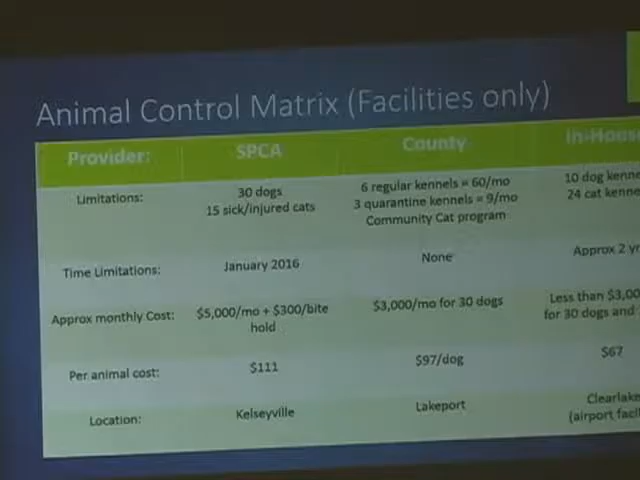 Animal Control Matrix (Facilities only)
Provider: SPCA County In-Hous
Limitations: 30 dogs 6 regular kennels = 60/mo 10 dog kenne
15 sick/injured cats 3 quarantine kennels = 9/mo 24 cat kenne
Community Cat program
Time Limitations: January 2016 None Approx 2 yr
Approx monthly Cost: $5,000/mo + $300/bite $3,000/mo for 30 dogs Less than $3,00
hold for 30 dogs and
Per animal cost: $111 $97/dog $67
Location: Kelseyville Lakeport Clearlake
(airport facil